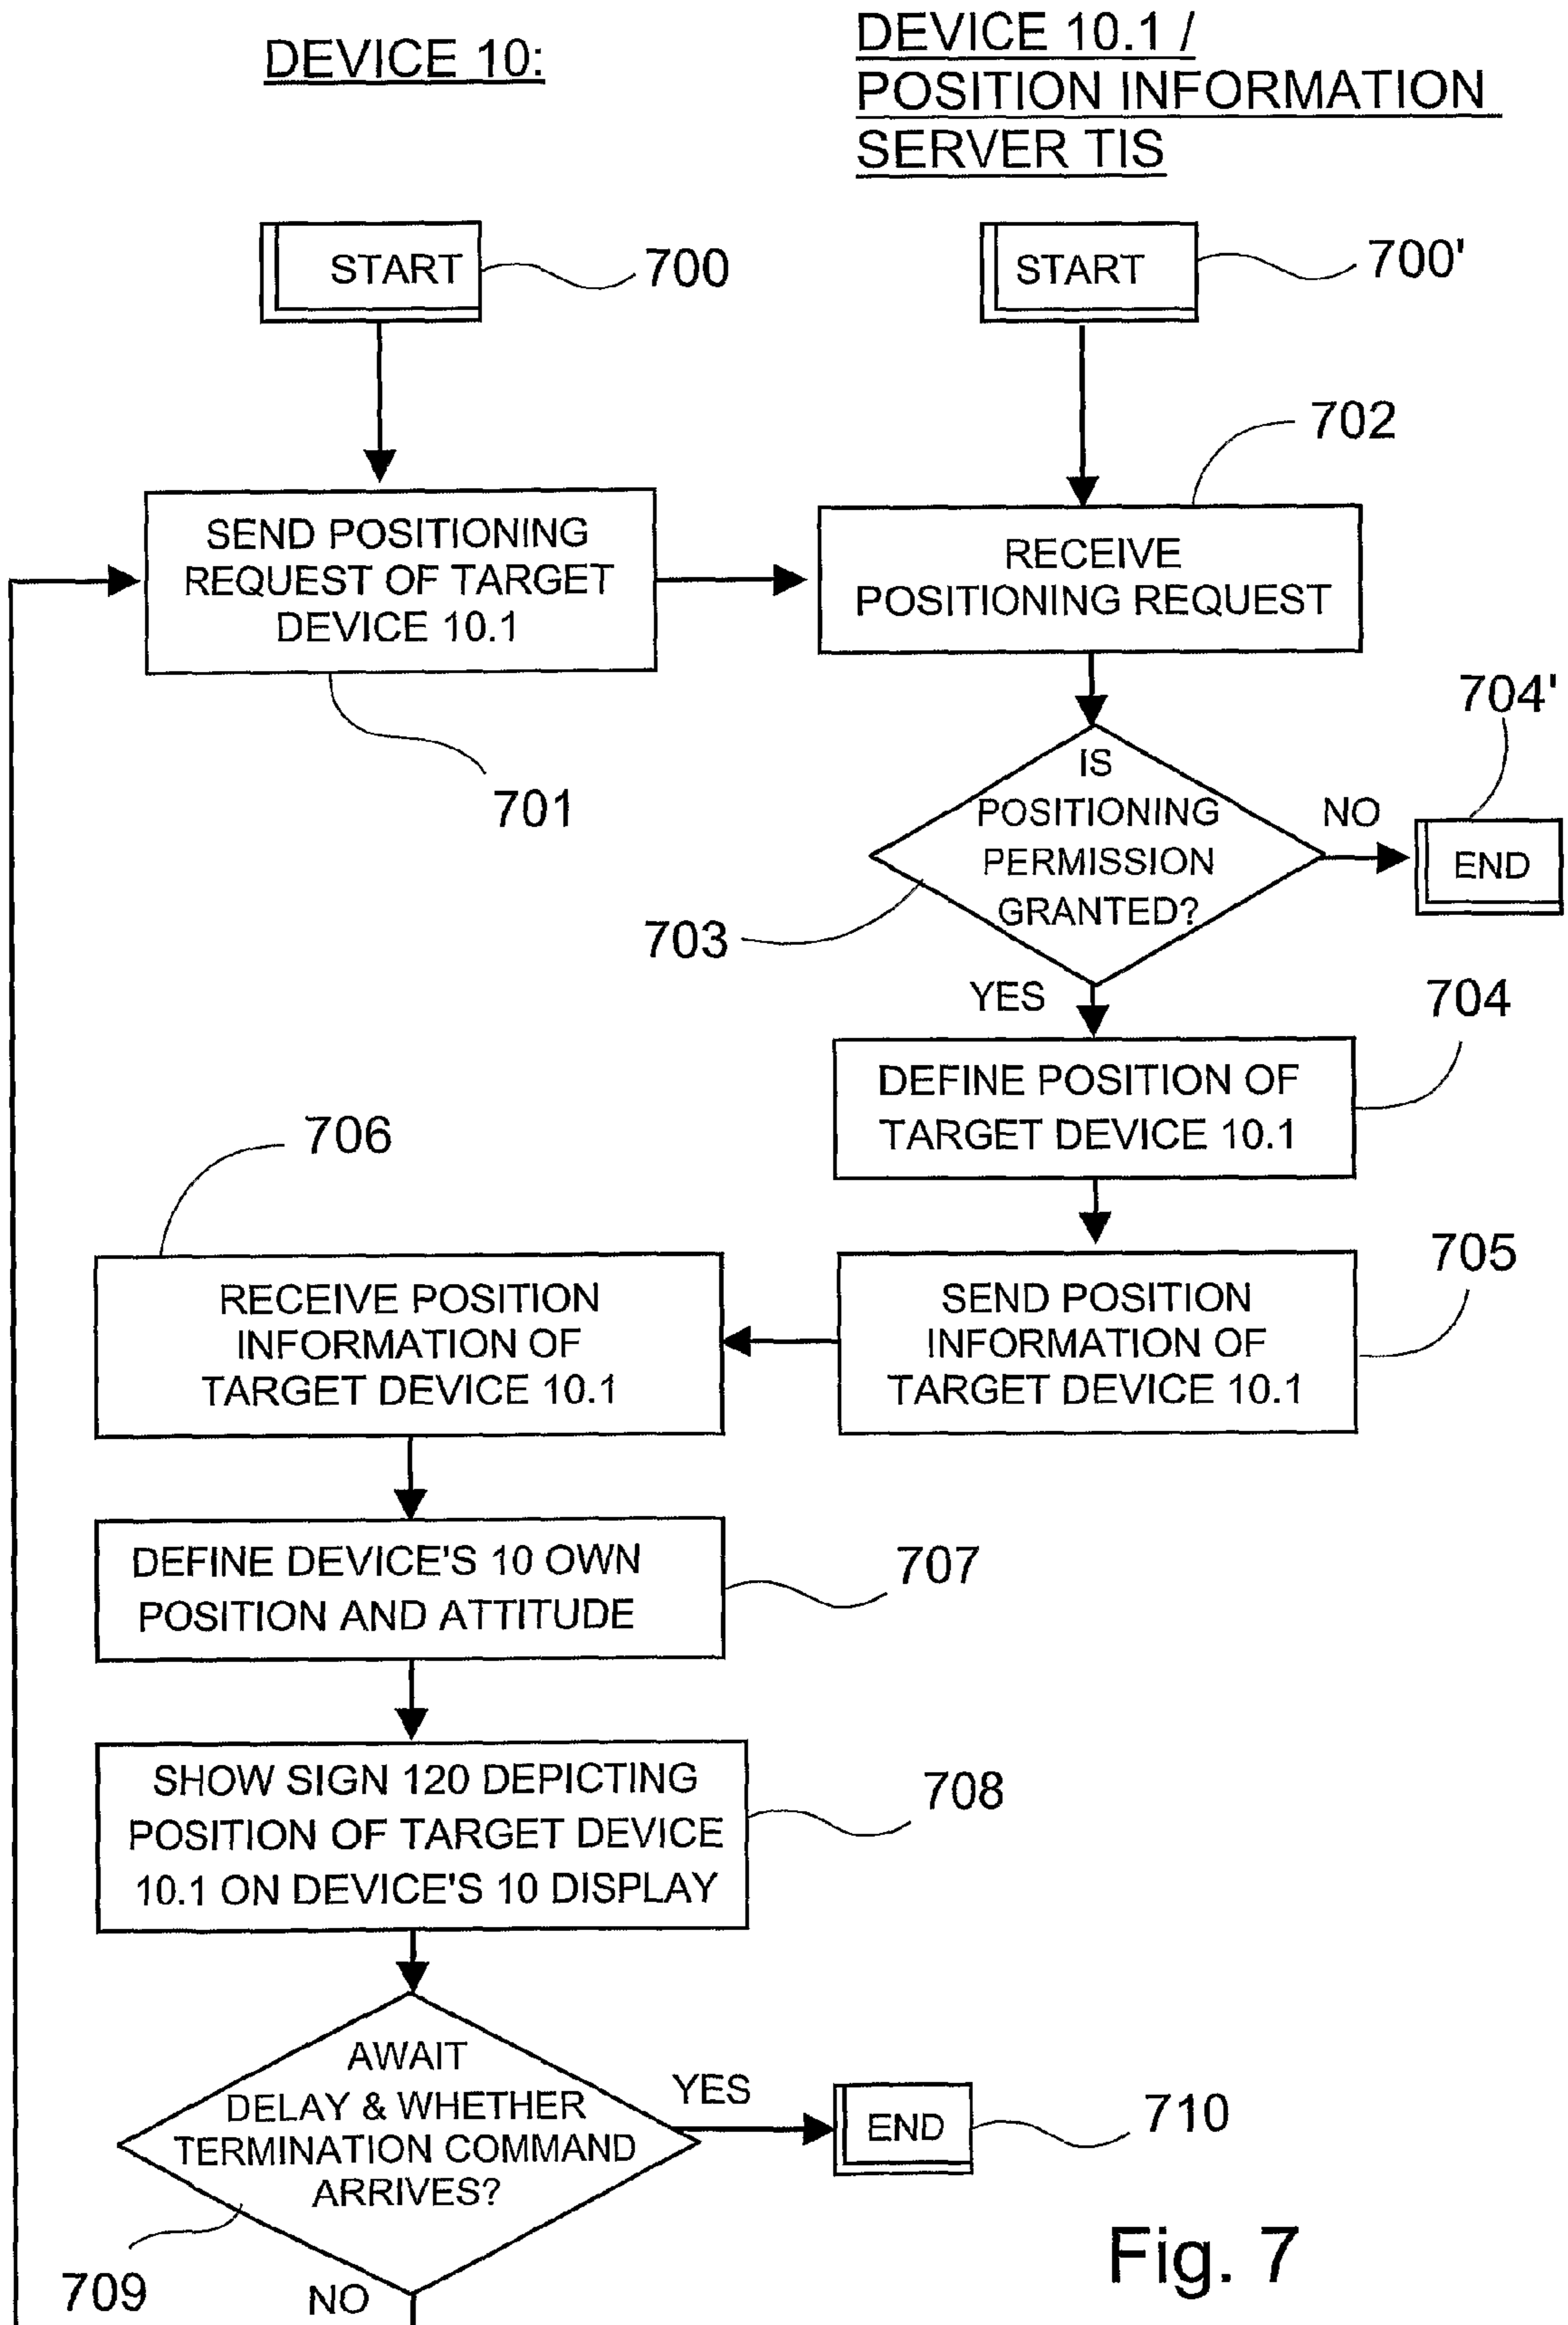 DEVICE 10:
DEVICE 10.1 /
POSITION INFORMATION
SERVER TIS
START
700
START
700'
702
SEND POSITIONING
REQUEST OF TARGET
DEVICE 10.1
701
RECEIVE
POSITIONING REQUEST
704'
IS
POSITIONING
PERMISSION
GRANTED?
NO
END
703
YES
704
DEFINE POSITION OF
TARGET DEVICE 10.1
706
705
RECEIVE POSITION
INFORMATION OF
TARGET DEVICE 10.1
SEND POSITION
INFORMATION OF
TARGET DEVICE 10.1
DEFINE DEVICE'S 10 OWN
POSITION AND ATTITUDE
707
SHOW SIGN 120 DEPICTING
POSITION OF TARGET DEVICE
10.1 ON DEVICE'S 10 DISPLAY
708
AWAIT
DELAY & WHETHER
TERMINATION COMMAND
ARRIVES?
YES
END
710
709
NO
Fig. 7